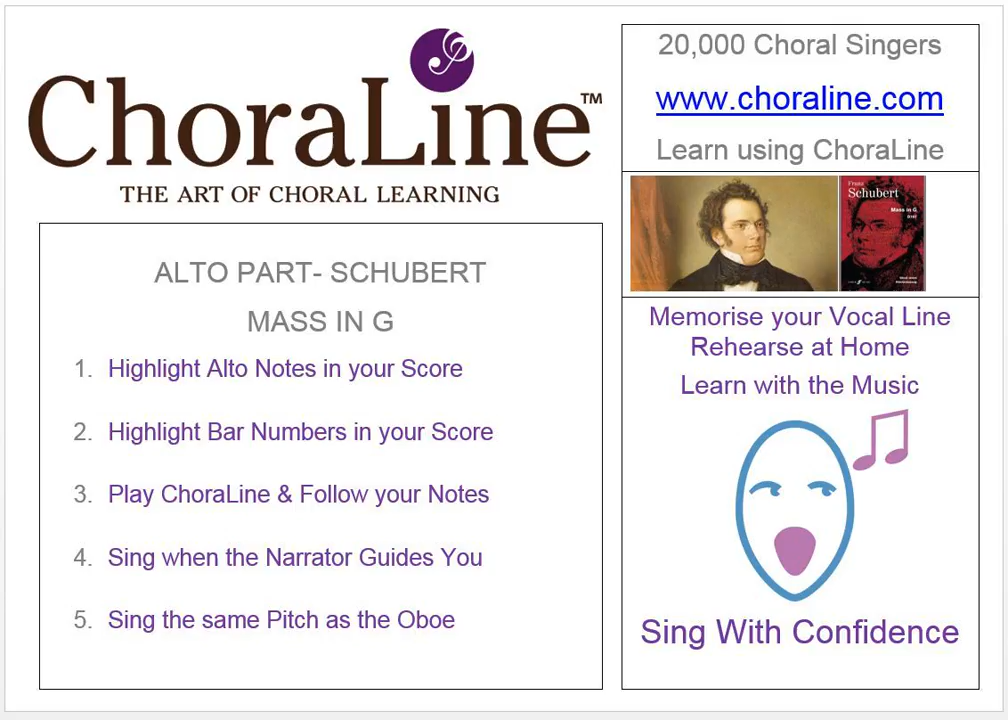 ChoraLine™
THE ART OF CHORAL LEARNING
ALTO PART- SCHUBERT
MASS IN G
1. Highlight Alto Notes in your Score
2. Highlight Bar Numbers in your Score
3. Play ChoraLine & Follow your Notes
4. Sing when the Narrator Guides You
5. Sing the same Pitch as the Oboe
20,000 Choral Singers
www.choraline.com
Learn using ChoraLine
Franz
Schubert
Mass in G
Memorise your Vocal Line
Rehearse at Home
Learn with the Music
Sing With Confidence